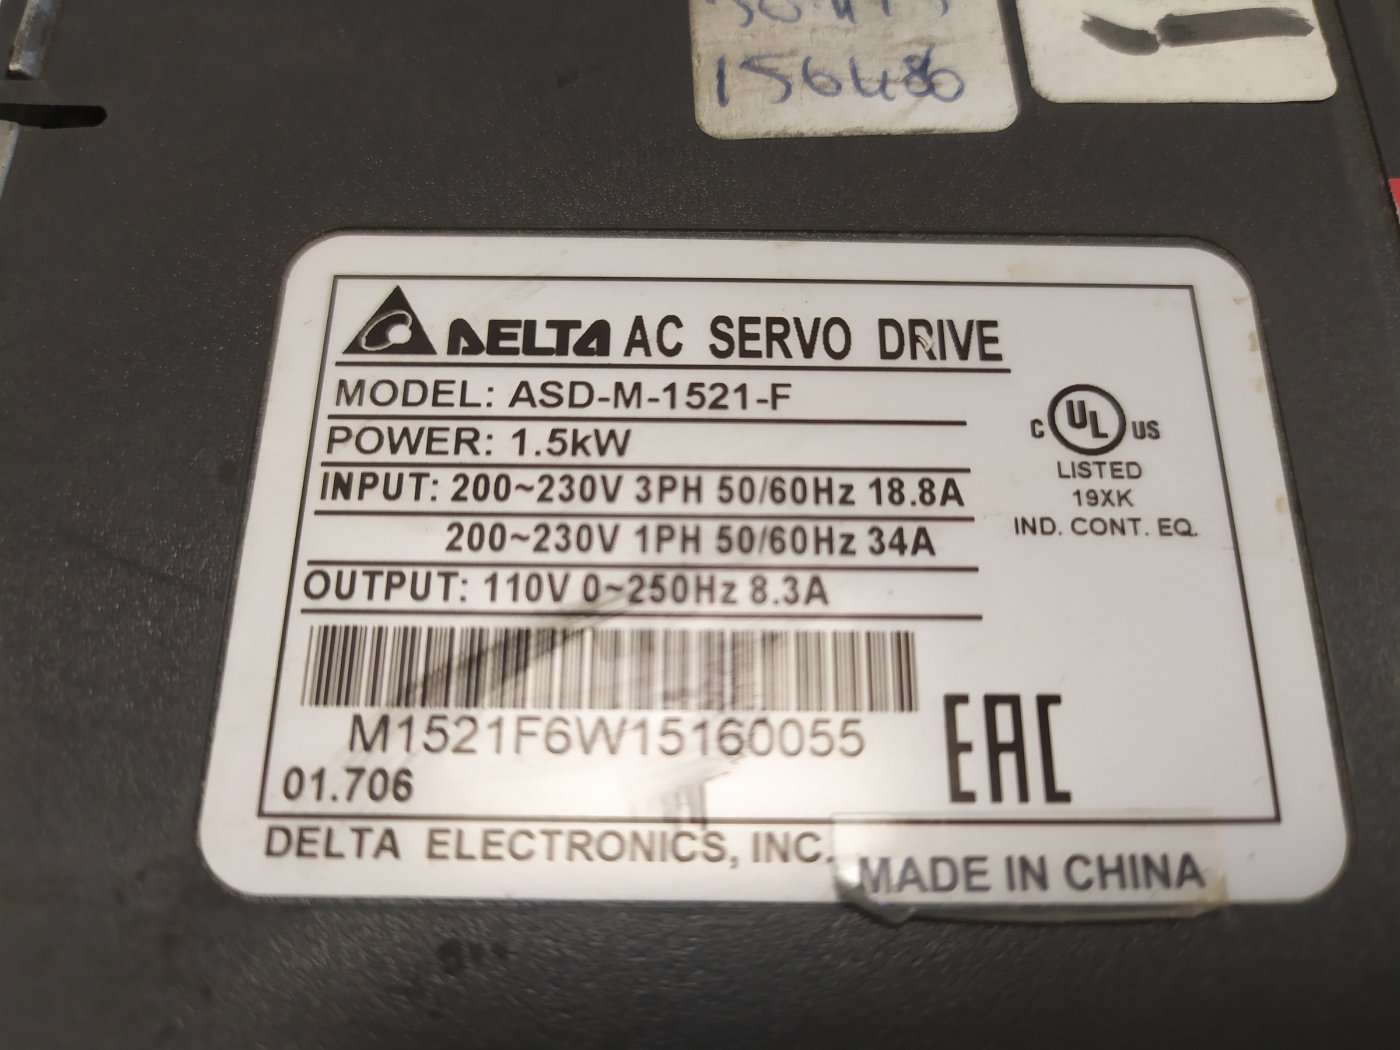 156486
DELTA AC SERVO DRIVE
MODEL: ASD-M-1521-F
POWER: 1.5kW
INPUT: 200~230V 3PH 50/60Hz 18.8A
200~230V 1PH 50/60Hz 34A
OUTPUT: 110V 0~250Hz 8.3A
C UL US
LISTED
19XK
IND. CONT. EQ.
M1521F6W15160055
01.706
EAC
DELTA ELECTRONICS, INC.
MADE IN CHINA